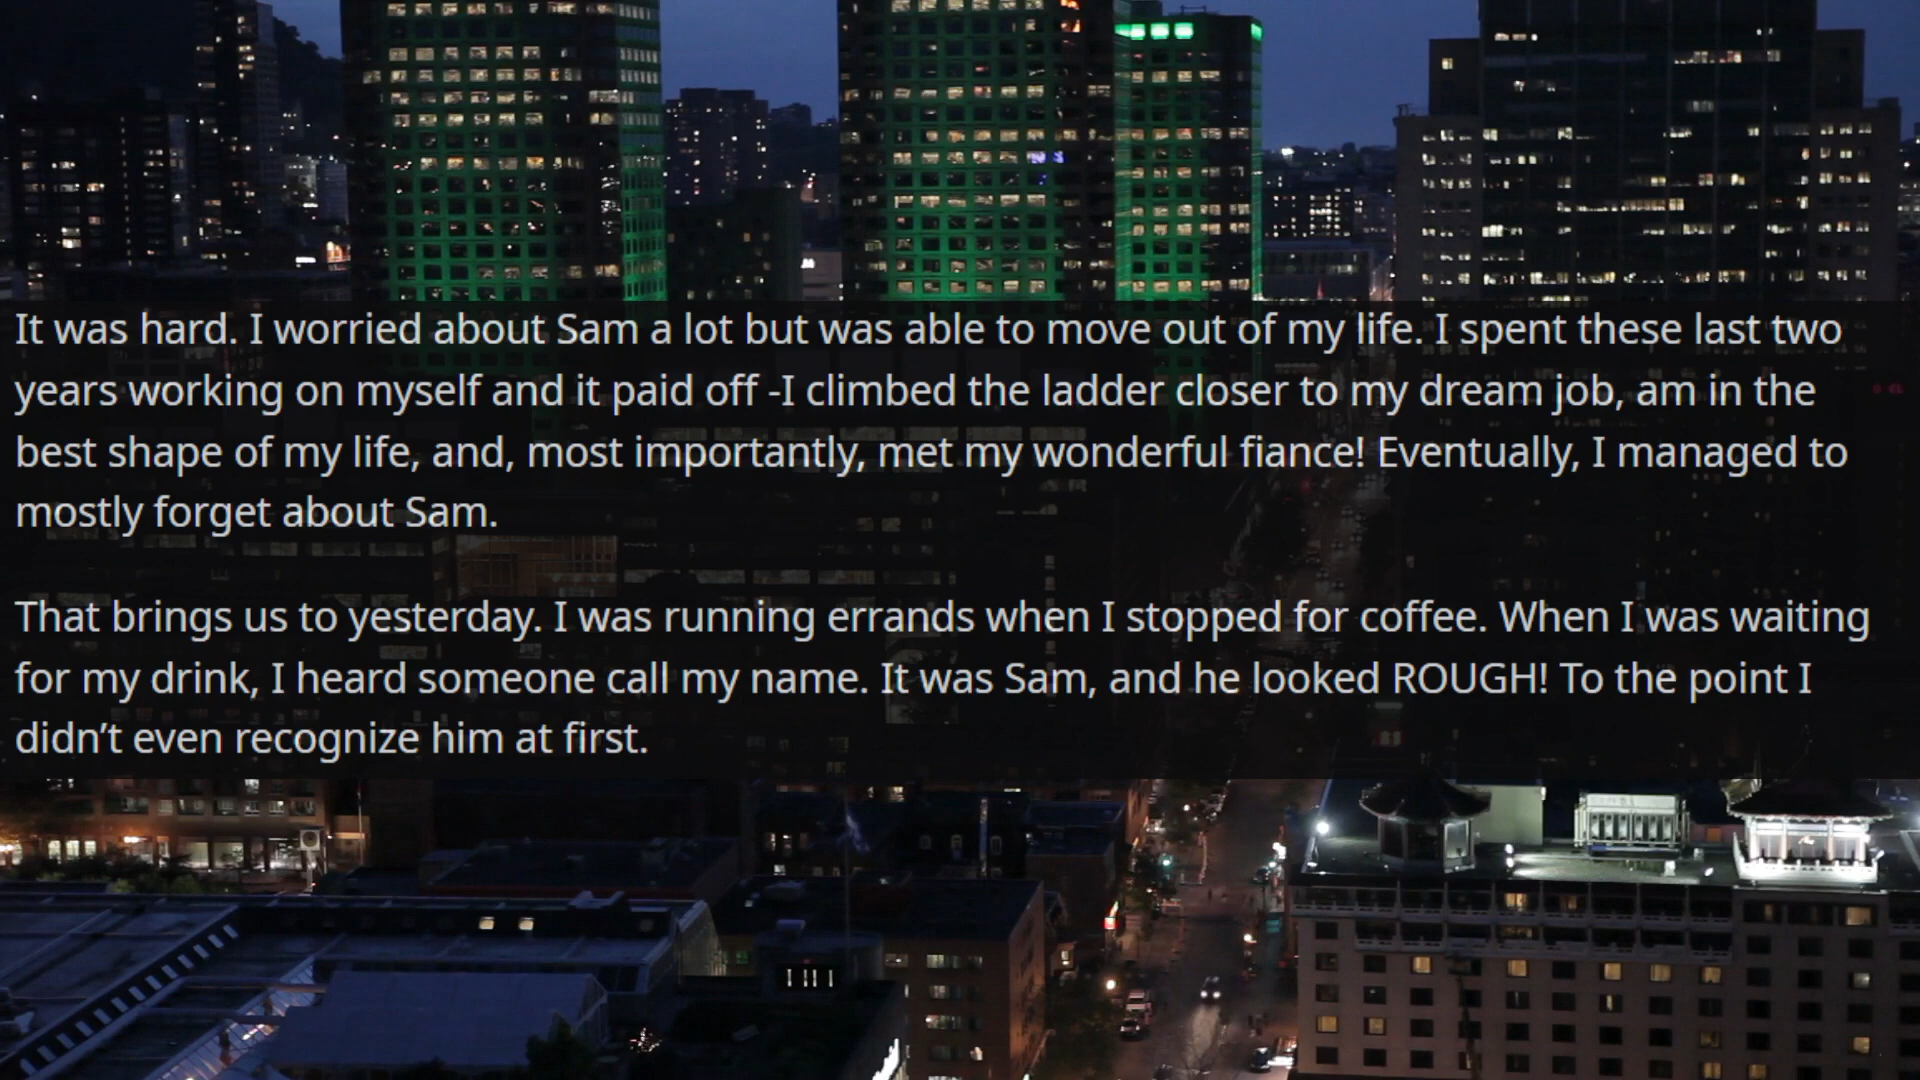 It was hard. I worried about Sam a lot but was able to move out of my life. I spent these last two
years working on myself and it paid off -I climbed the ladder closer to my dream job, am in the
best shape of my life, and, most importantly, met my wonderful fiance! Eventually, I managed to
mostly forget about Sam.
That brings us to yesterday. I was running errands when I stopped for coffee. When I was waiting
for my drink, I heard someone call my name. It was Sam, and he looked ROUGH! To the point I
didn’t even recognize him at first.